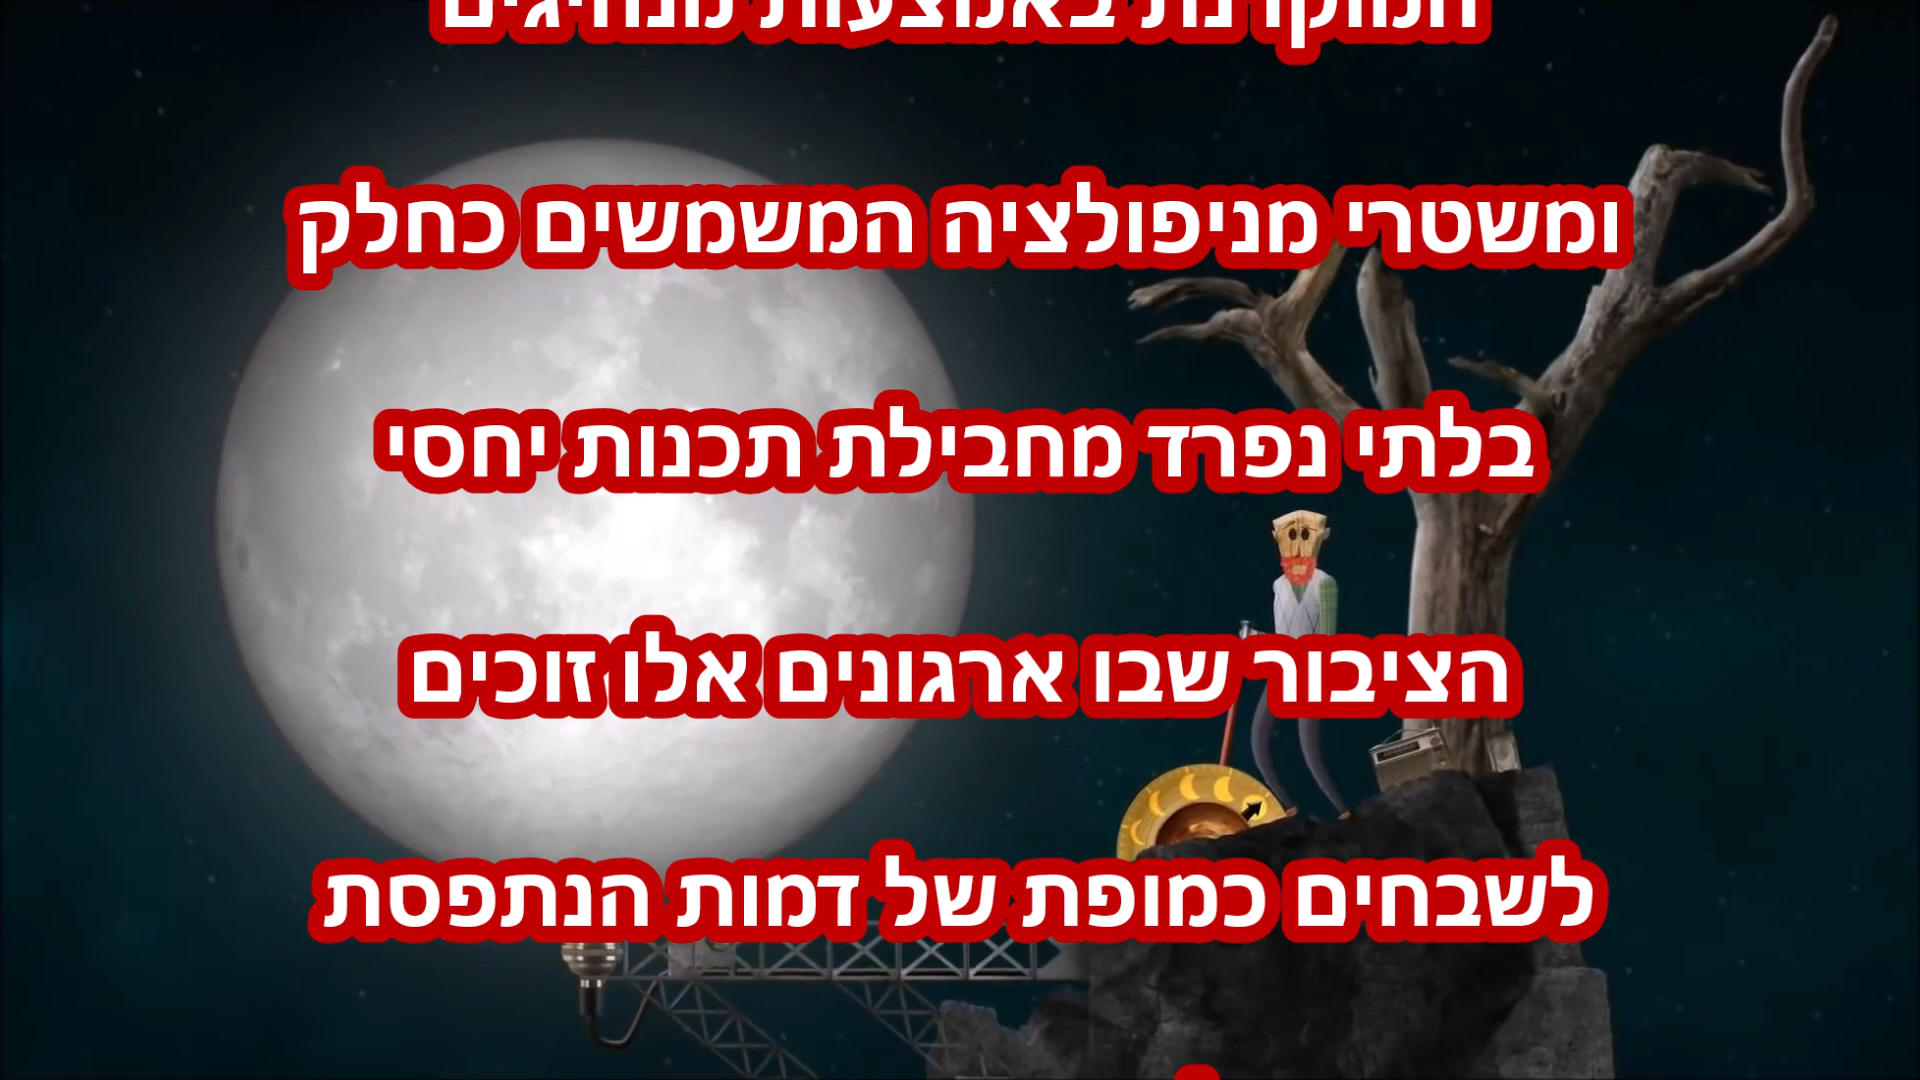 באמצעות
ומשטרי מניפולציה המשמשים כחלק
בלתי נפרד מחבילת תכנות יחסי
הציבור שבו ארגונים אלו זוכים
לשבחים כמופת של דמות הנתפסת